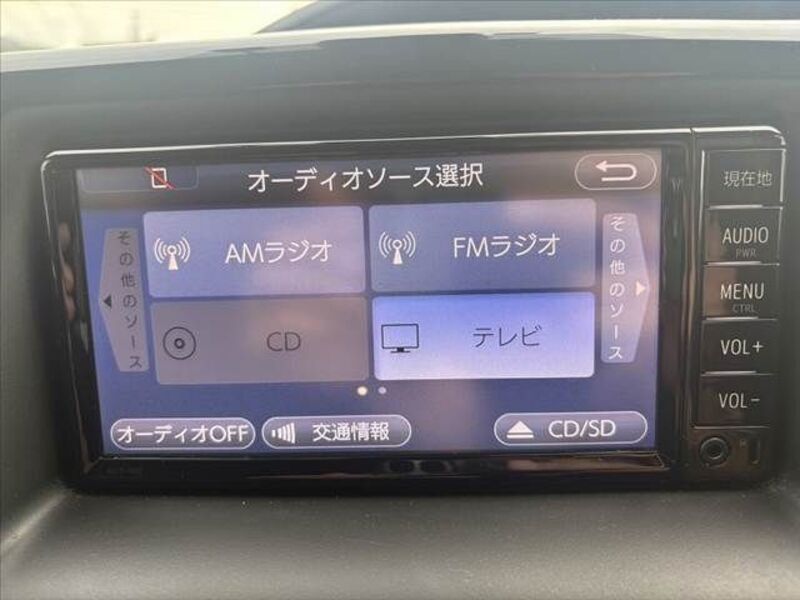 オーディオソース選択
現在地
その他のソース
AMラジオ
FMラジオ
その他のソース
AUDIO
PWR
CD
テレビ
MENU
CTRL
VOL+
VOL-
オーディオOFF
交通情報
CD/SD